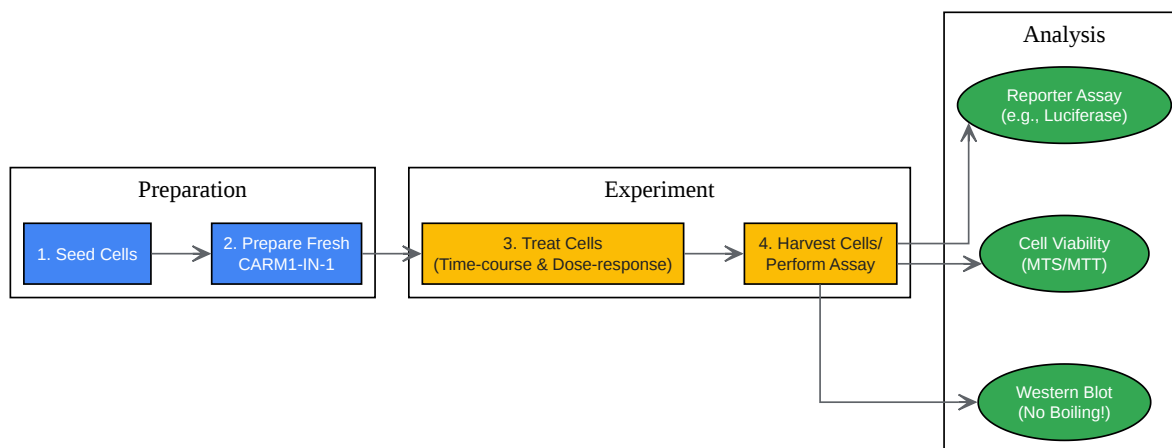 Analysis
Reporter Assay
(e.g., Luciferase)
Preparation
Experiment
1. Seed Cells
2. Prepare Fresh
CARM1-IN-1
3. Treat Cells
(Time-course & Dose-response)
4. Harvest Cells/
Perform Assay
Cell Viability
(MTS/MTT)
Western Blot
(No Boiling!)